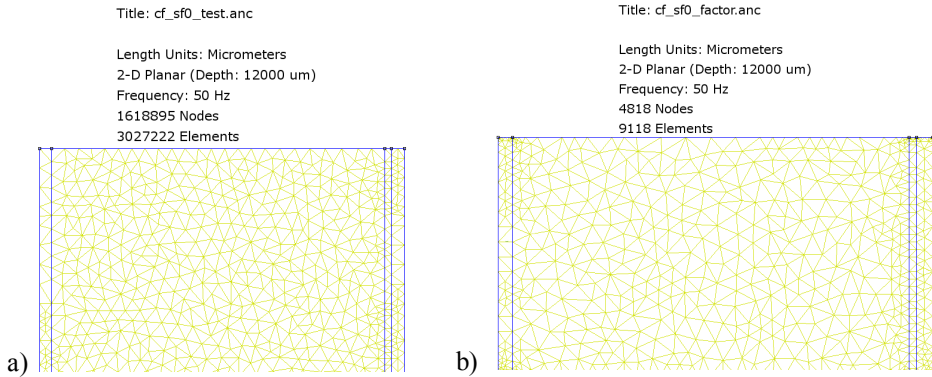 Title: cf_sf0_test.anc
Length Units: Micrometers
2-D Planar (Depth: 12000 um)
Frequency: 50 Hz
1618895 Nodes
3027222 Elements
a)
Title: cf_sf0_factor.anc
Length Units: Micrometers
2-D Planar (Depth: 12000 um)
Frequency: 50 Hz
4818 Nodes
9118 Elements
b)